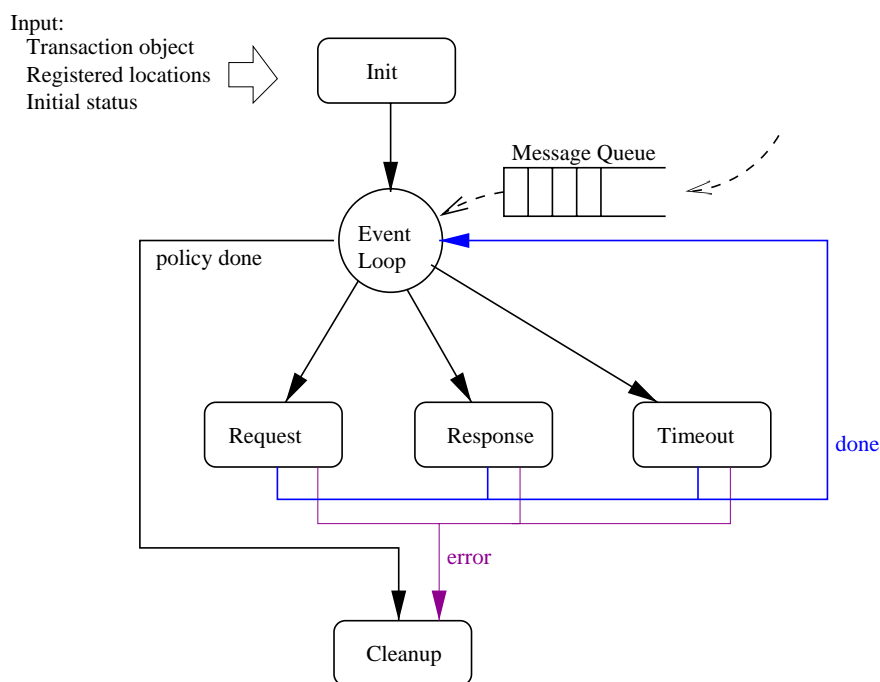 Input:
Transaction object
Registered locations
Initial status
Init
Message Queue
Event
Loop
policy done
Request
Response
Timeout
done
error
Cleanup